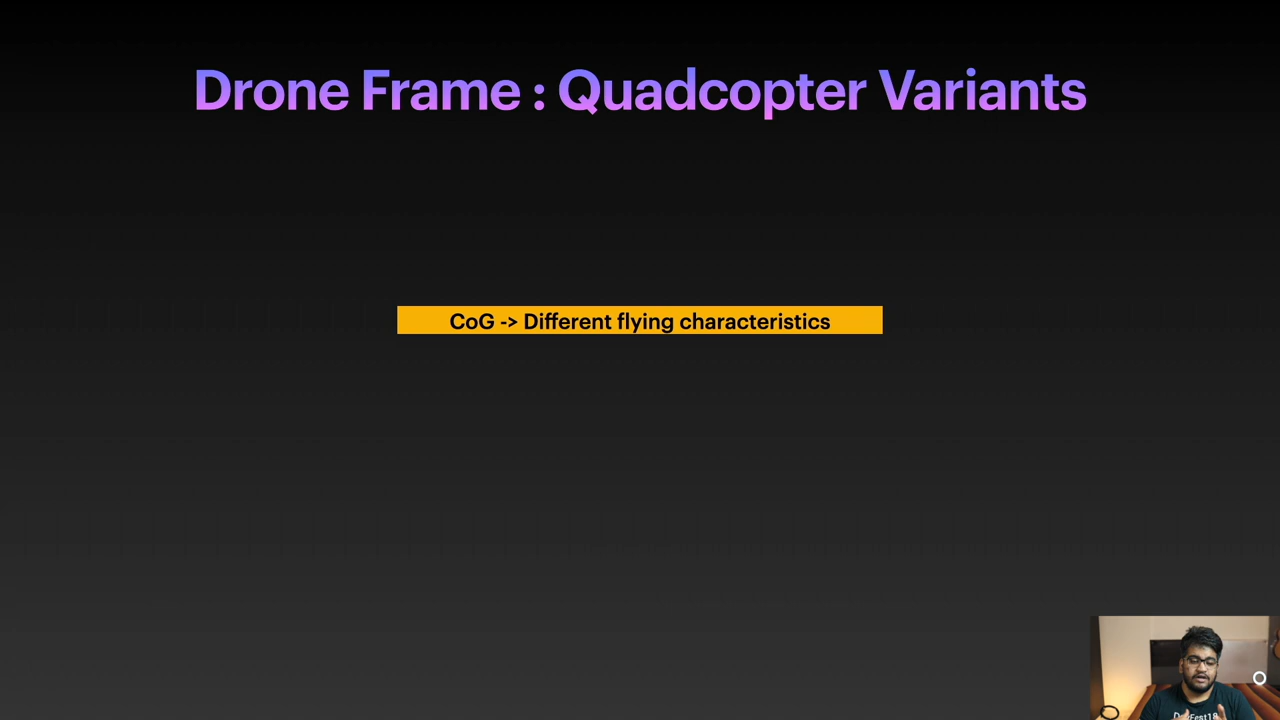 Drone Frame : Quadcopter Variants
CoG -> Different flying characteristics